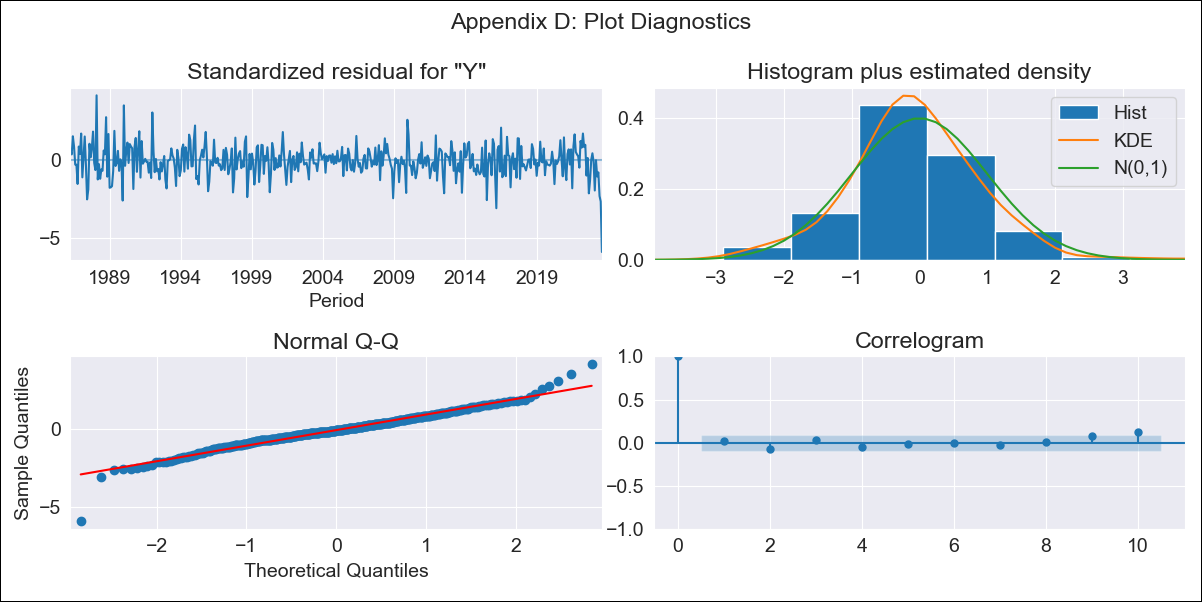 Appendix D: Plot Diagnostics
Standardized residual for "Y"
0
−5
1989 1994 1999 2004 2009 2014 2019
Period
Histogram plus estimated density
0.4
0.2
0.0
Hist
KDE
N(0,1)
−3 −2 −1 0 1 2 3
Normal Q-Q
Sample Quantiles
0
−5
−2 −1 0 1 2
Theoretical Quantiles
Correlogram
1.0
0.5
0.0
−0.5
−1.0
0 2 4 6 8 10